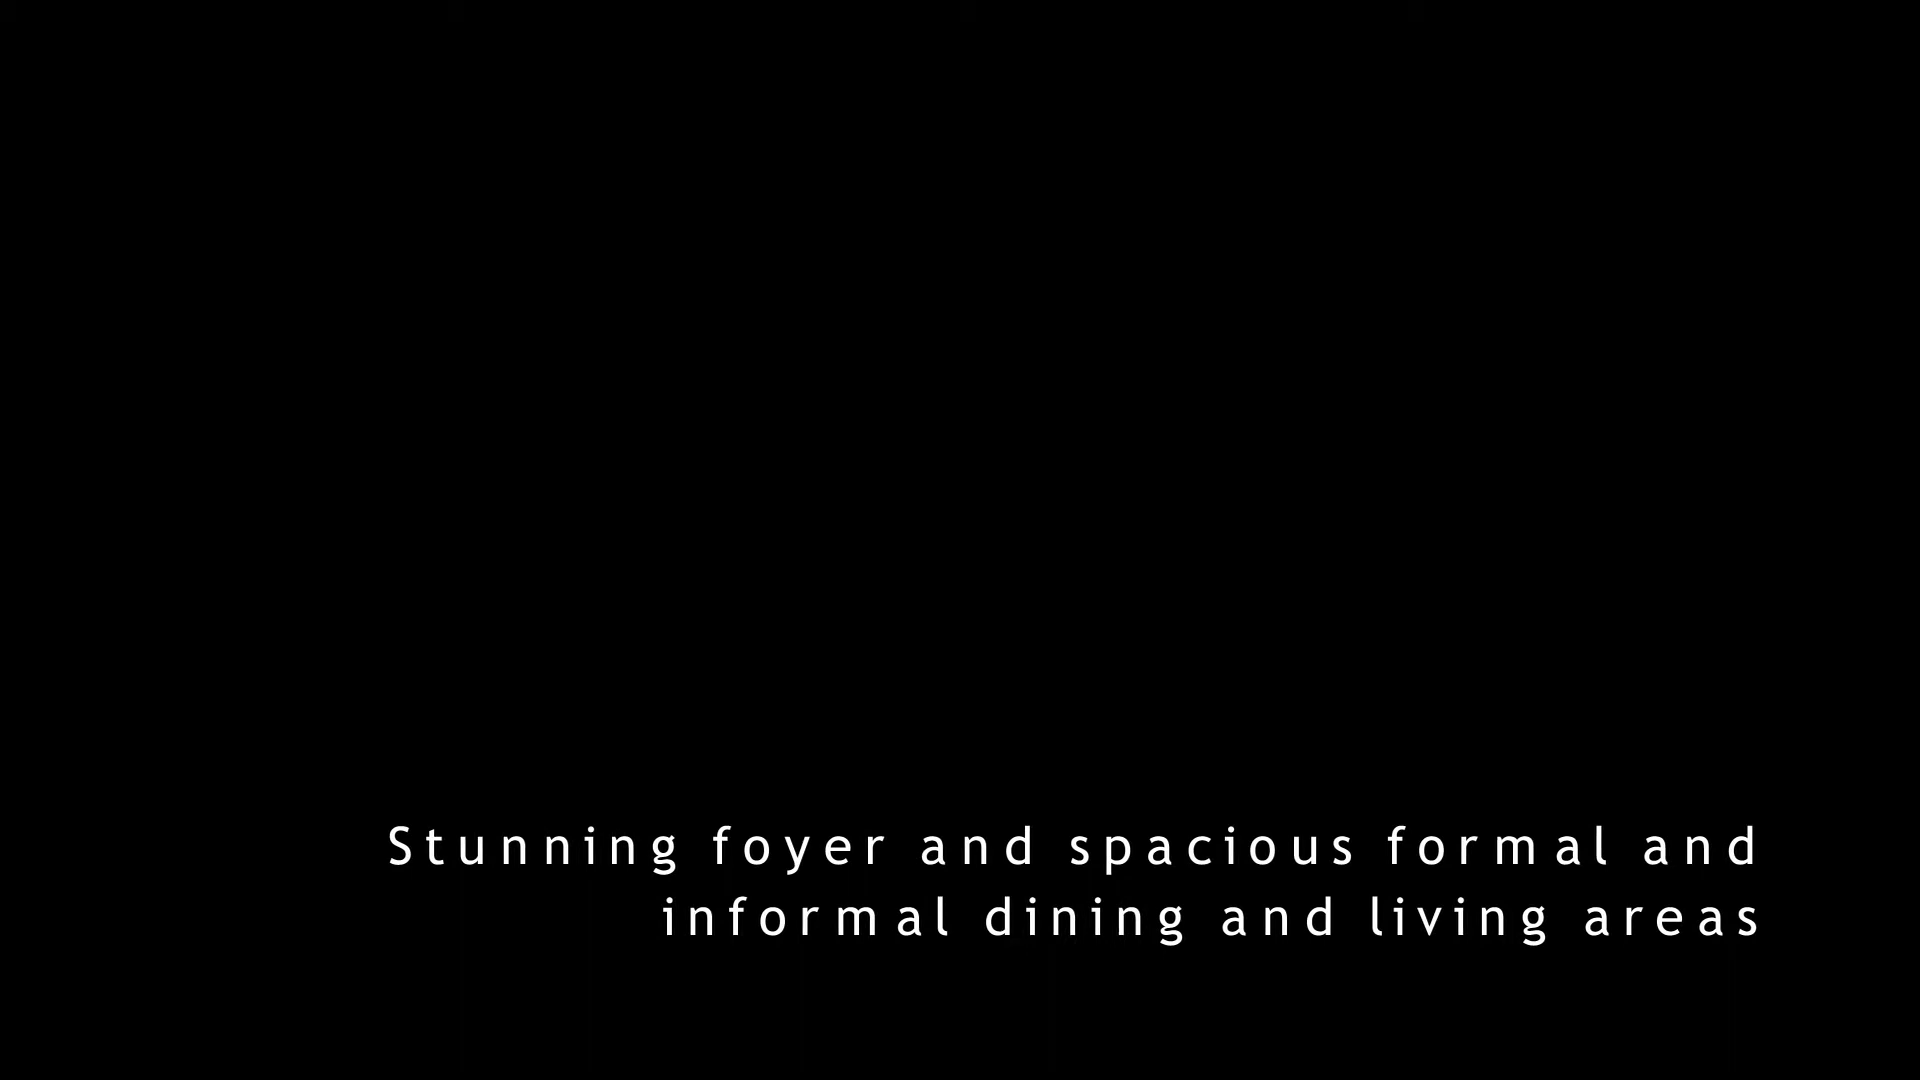 Stunning foyer and spacious formal and
informal dining and living areas